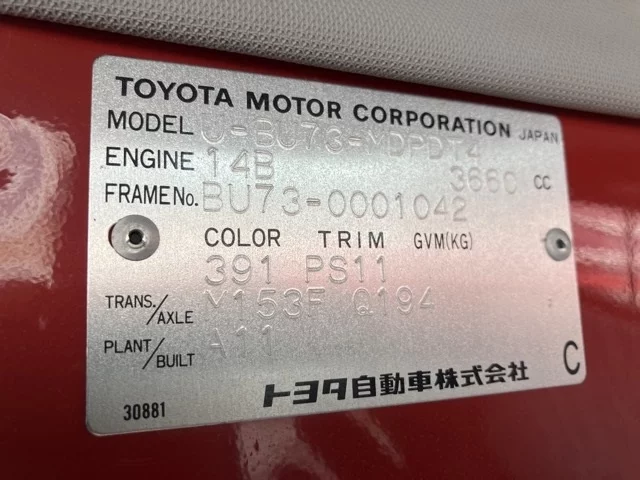 TOYOTA MOTOR CORPORATION JAPAN
MODEL U-BU73-MDPDT4
ENGINE 14B 3660 CC
FRAME No. BU73-0001042
COLOR TRIM GVM(KG)
391 PS11
TRANS./AXLE M153F Q194
PLANT/BUILT A11
トヨタ自動車株式会社 C
30881